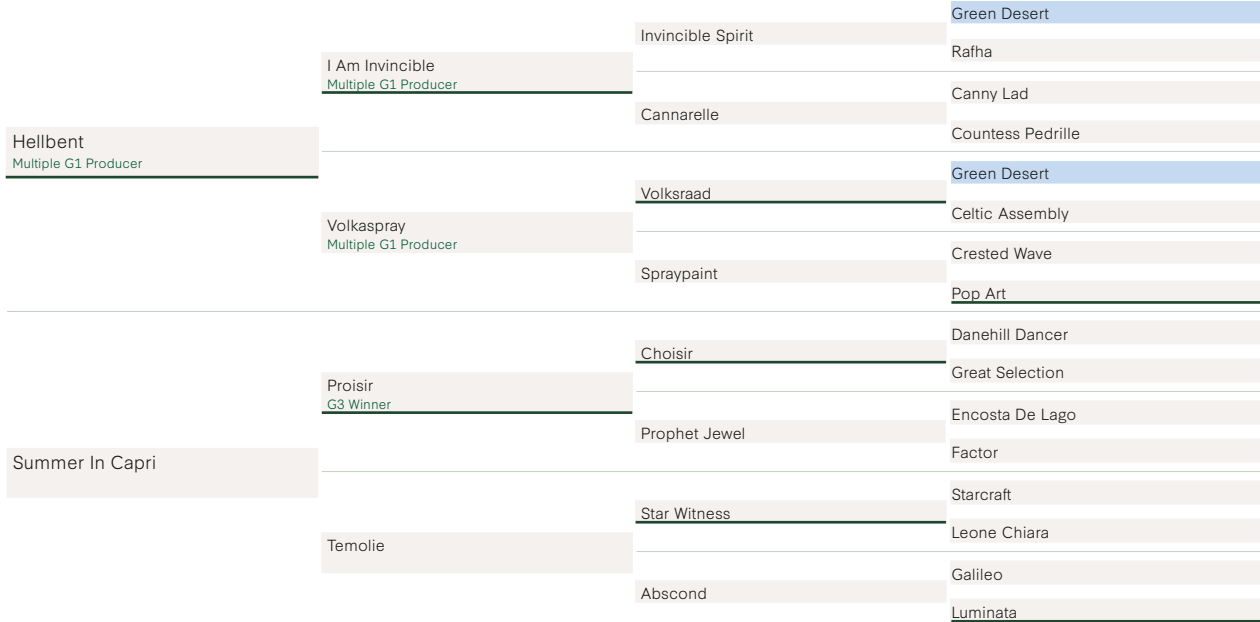 Green Desert
Invincible Spirit
Rafha
I Am Invincible
Multiple G1 Producer
Canny Lad
Cannarelle
Countess Pedrille
Hellbent
Multiple G1 Producer
Green Desert
Volksraad
Celtic Assembly
Volkaspray
Multiple G1 Producer
Crested Wave
Spraypaint
Pop Art
Danehill Dancer
Choisir
Great Selection
Proisir
G3 Winner
Encosta De Lago
Prophet Jewel
Factor
Summer In Capri
Starcraft
Star Witness
Leone Chiara
Temolie
Galileo
Abscond
Luminata